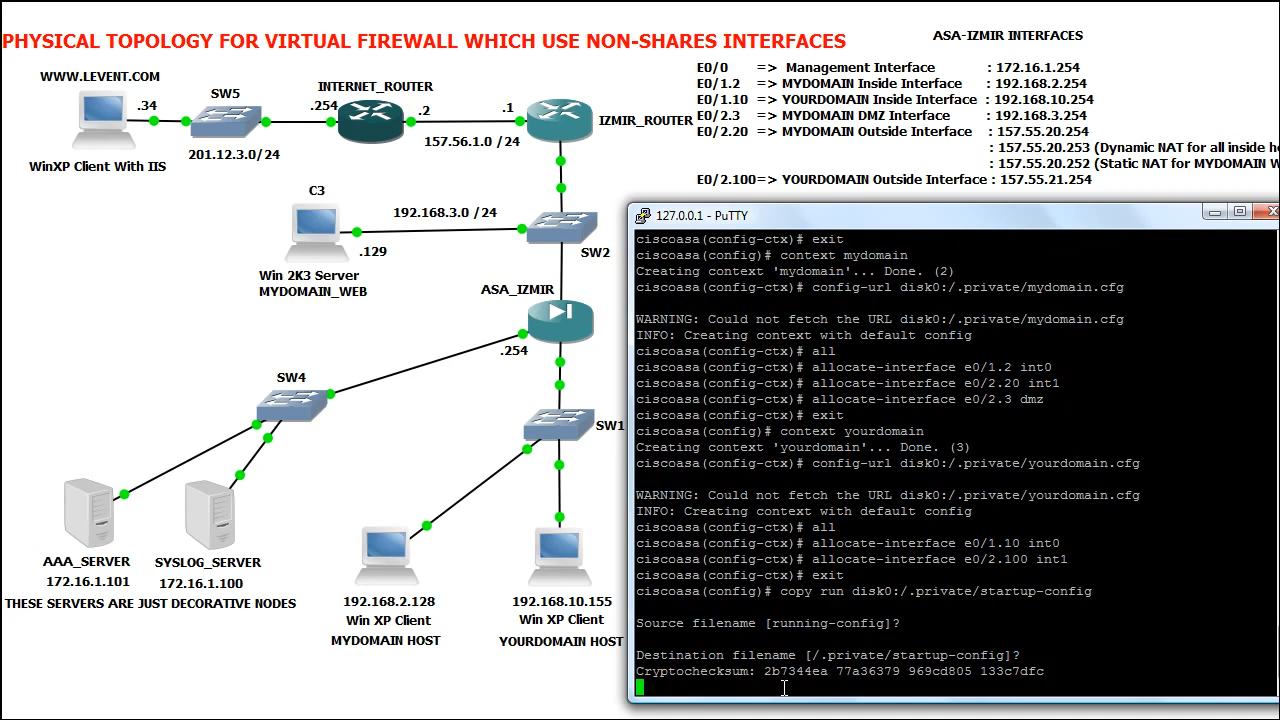 PHYSICAL TOPOLOGY FOR VIRTUAL FIREWALL WHICH USE NON-SHARES INTERFACES
ASA-IZMIR INTERFACES
E0/0 => Management Interface : 172.16.1.254
E0/1.2 => MYDOMAIN Inside Interface : 192.168.2.254
E0/1.10 => YOURDOMAIN Inside Interface : 192.168.10.254
E0/2.3 => MYDOMAIN DMZ Interface : 192.168.3.254
E0/2.20 => MYDOMAIN Outside Interface : 157.55.20.254
: 157.55.20.253 (Dynamic NAT for all inside
: 157.55.20.252 (Static NAT for MYDOMAIN
E0/2.100=> YOURDOMAIN Outside Interface : 157.55.21.254
WWW.LEVENT.COM
.34
SW5
INTERNET_ROUTER
.254
.2
.1
IZMIR_ROUTER
157.56.1.0 /24
201.12.3.0/24
WinXP Client With IIS
C3
192.168.3.0 /24
.129
SW2
Win 2K3 Server
MYDOMAIN_WEB
ASA_IZMIR
.254
SW4
SW1
AAA_SERVER
172.16.1.101
SYSLOG_SERVER
172.16.1.100
THESE SERVERS ARE JUST DECORATIVE NODES
192.168.2.128
Win XP Client
MYDOMAIN HOST
192.168.10.155
Win XP Client
YOURDOMAIN HOST
127.0.0.1 - PuTTY
ciscoasa(config-ctx)# exit
ciscoasa(config)# context mydomain
Creating context 'mydomain'... Done. (2)
ciscoasa(config-ctx)# config-url disk0:/.private/mydomain.cfg
WARNING: Could not fetch the URL disk0:/.private/mydomain.cfg
INFO: Creating context with default config
ciscoasa(config-ctx)# all
ciscoasa(config-ctx)# allocate-interface e0/1.2 int0
ciscoasa(config-ctx)# allocate-interface e0/2.20 int1
ciscoasa(config-ctx)# allocate-interface e0/2.3 dmz
ciscoasa(config-ctx)# exit
ciscoasa(config)# context yourdomain
Creating context 'yourdomain'... Done. (3)
ciscoasa(config-ctx)# config-url disk0:/.private/yourdomain.cfg
WARNING: Could not fetch the URL disk0:/.private/yourdomain.cfg
INFO: Creating context with default config
ciscoasa(config-ctx)# all
ciscoasa(config-ctx)# allocate-interface e0/1.10 int0
ciscoasa(config-ctx)# allocate-interface e0/2.100 int1
ciscoasa(config-ctx)# exit
ciscoasa(config)# copy run disk0:/.private/startup-config
Source filename [running-config]?
Destination filename [/.private/startup-config]?
Cryptochecksum: 2b7344ea 77a36379 969cd805 133c7dfc